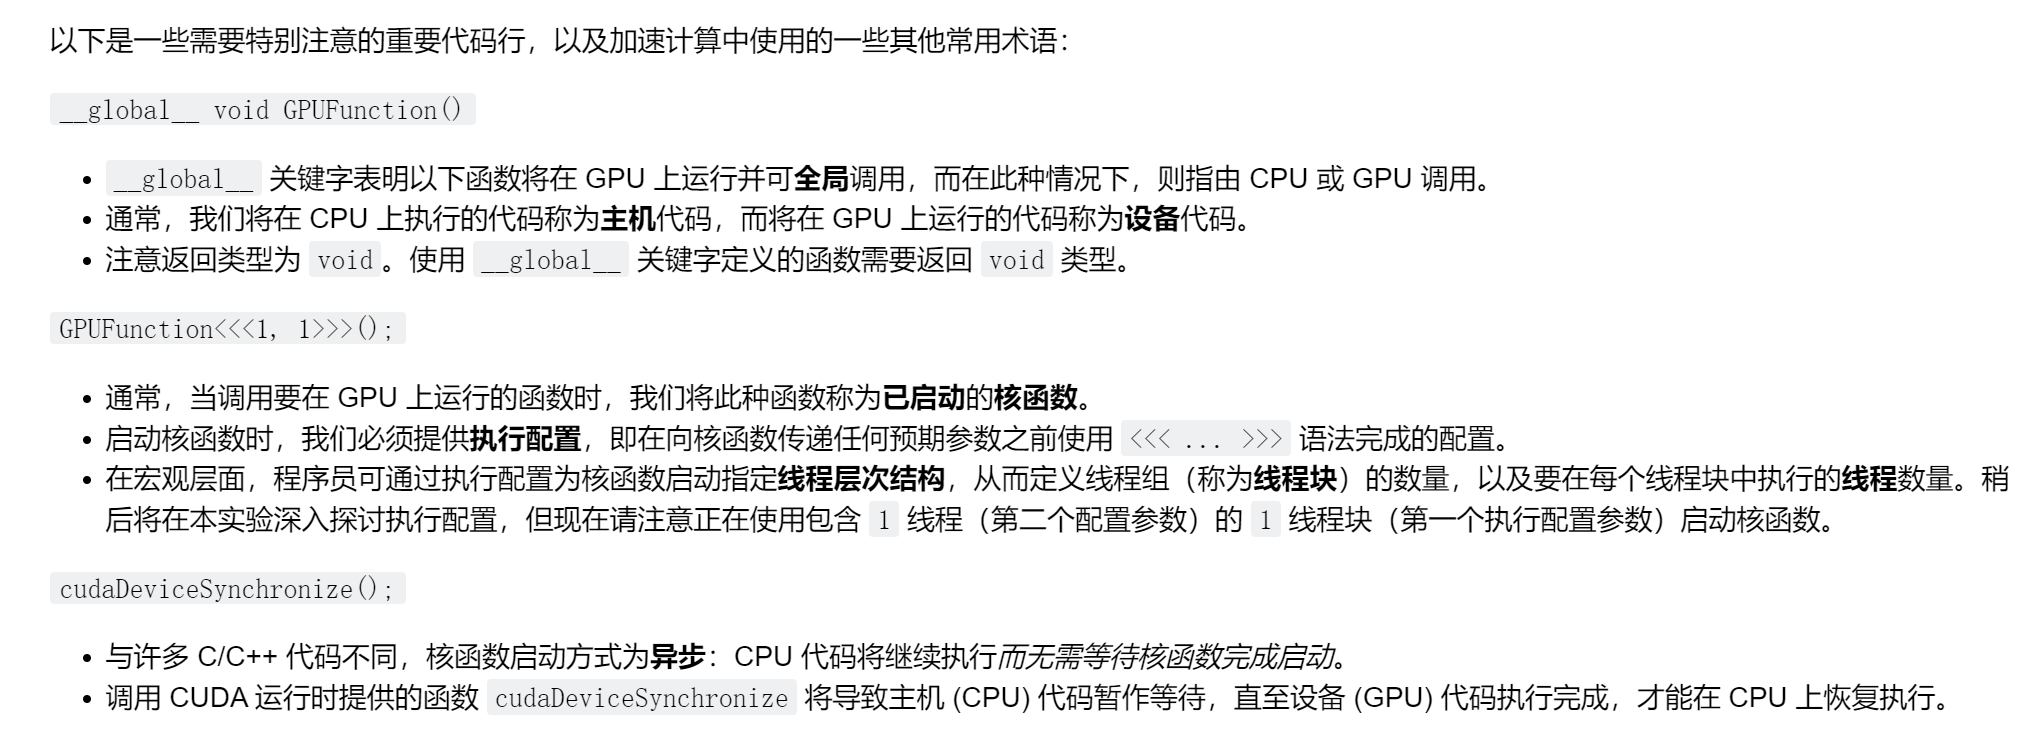 以下是一些需要特别注意的重要代码行，以及加速计算中使用的一些其他常用术语：
__global__ void GPUFunction()
• __global__ 关键字表明以下函数将在 GPU 上运行并可全局调用，而在此种情况下，则指由 CPU 或 GPU 调用。
• 通常，我们将在 CPU 上执行的代码称为主机代码，而将在 GPU 上运行的代码称为设备代码。
• 注意返回类型为 void。使用 __global__ 关键字定义的函数需要返回 void 类型。
GPUFunction<<<1, 1>>>();
• 通常，当调用要在 GPU 上运行的函数时，我们将此种函数称为已启动的核函数。
• 启动核函数时，我们必须提供执行配置，即在向核函数传递任何预期参数之前使用 <<< ... >>> 语法完成的配置。
• 在宏观层面，程序员可通过执行配置为核函数启动指定线程层次结构，从而定义线程组（称为线程块）的数量，以及要在每个线程块中执行的线程数量。稍
后将在本实验深入探讨执行配置，但现在请注意正在使用包含 1 线程（第二个配置参数）的 1 线程块（第一个执行配置参数）启动核函数。
cudaDeviceSynchronize();
• 与许多 C/C++ 代码不同，核函数启动方式为异步：CPU 代码将继续执行而无需等待核函数完成启动。
• 调用 CUDA 运行时提供的函数 cudaDeviceSynchronize 将导致主机 (CPU) 代码暂作等待，直至设备 (GPU) 代码执行完成，才能在 CPU 上恢复执行。